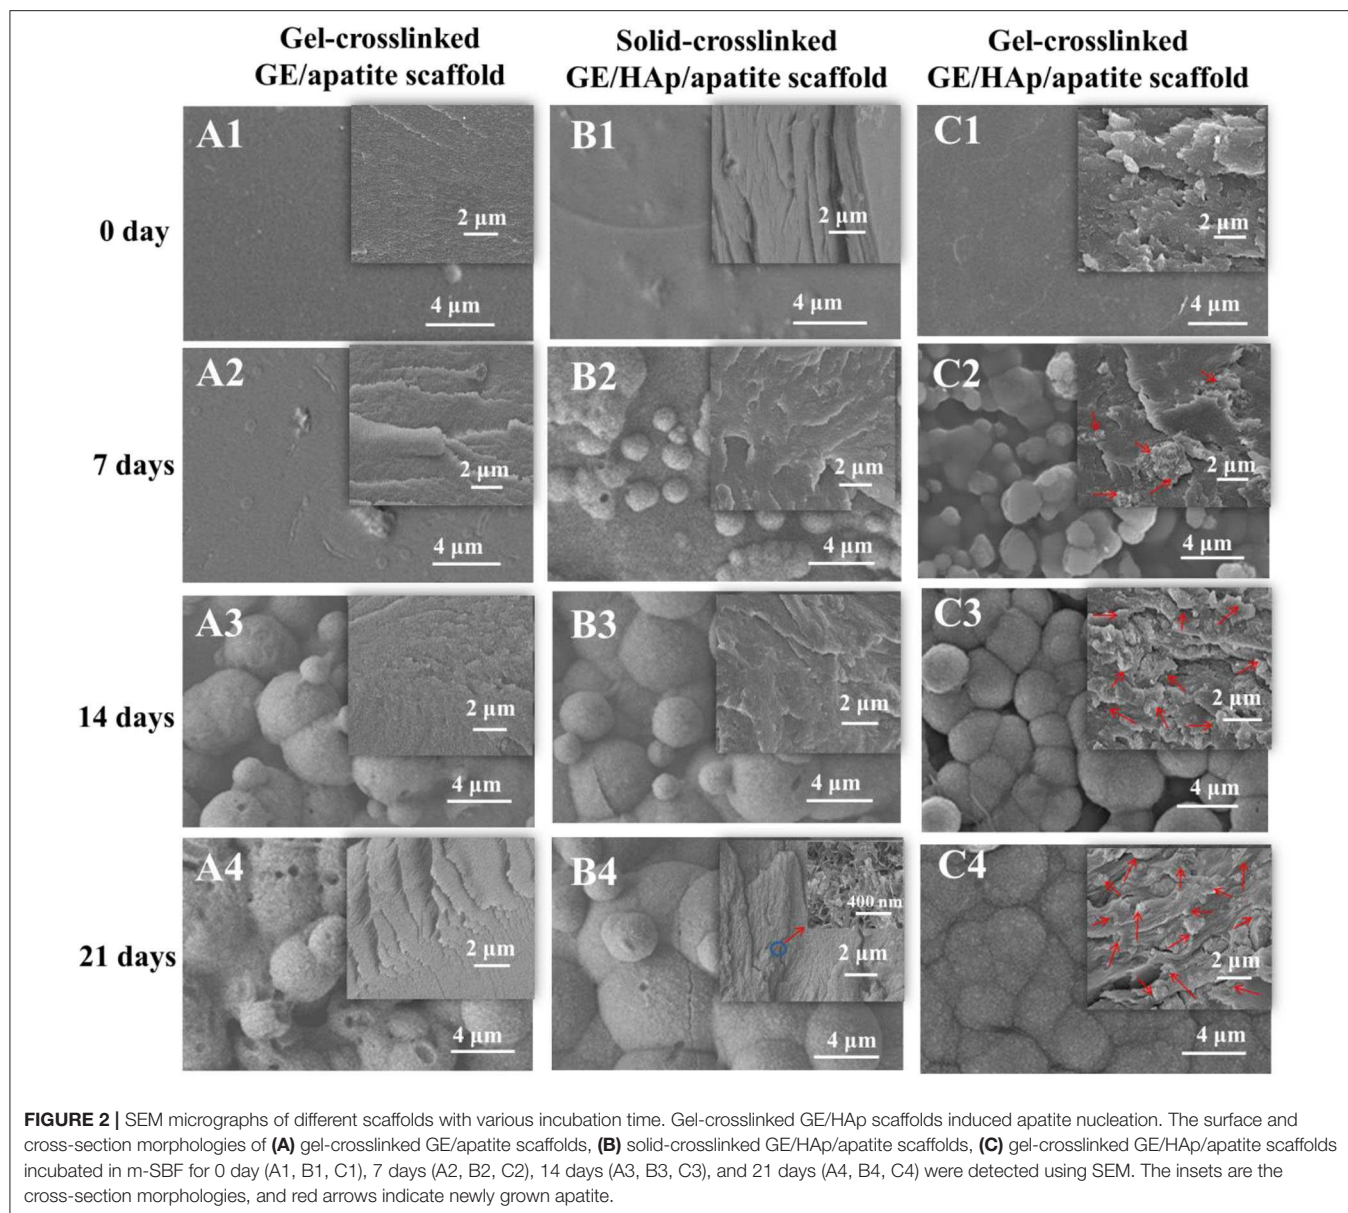 Gel-crosslinked
GE/apatite scaffold
Solid-crosslinked
GE/HAp/apatite scaffold
Gel-crosslinked
GE/HAp/apatite scaffold
0 day
A1
2 μm
4 μm
B1
2 μm
4 μm
C1
2 μm
4 μm
7 days
A2
2 μm
4 μm
B2
2 μm
4 μm
C2
2 μm
4 μm
14 days
A3
2 μm
4 μm
B3
2 μm
4 μm
C3
2 μm
4 μm
21 days
A4
2 μm
4 μm
B4
400 nm
2 μm
4 μm
C4
2 μm
4 μm
FIGURE 2 | SEM micrographs of different scaffolds with various incubation time. Gel-crosslinked GE/HAp scaffolds induced apatite nucleation. The surface and
cross-section morphologies of (A) gel-crosslinked GE/apatite scaffolds, (B) solid-crosslinked GE/HAp/apatite scaffolds, (C) gel-crosslinked GE/HAp/apatite scaffolds
incubated in m-SBF for 0 day (A1, B1, C1), 7 days (A2, B2, C2), 14 days (A3, B3, C3), and 21 days (A4, B4, C4) were detected using SEM. The insets are the
cross-section morphologies, and red arrows indicate newly grown apatite.